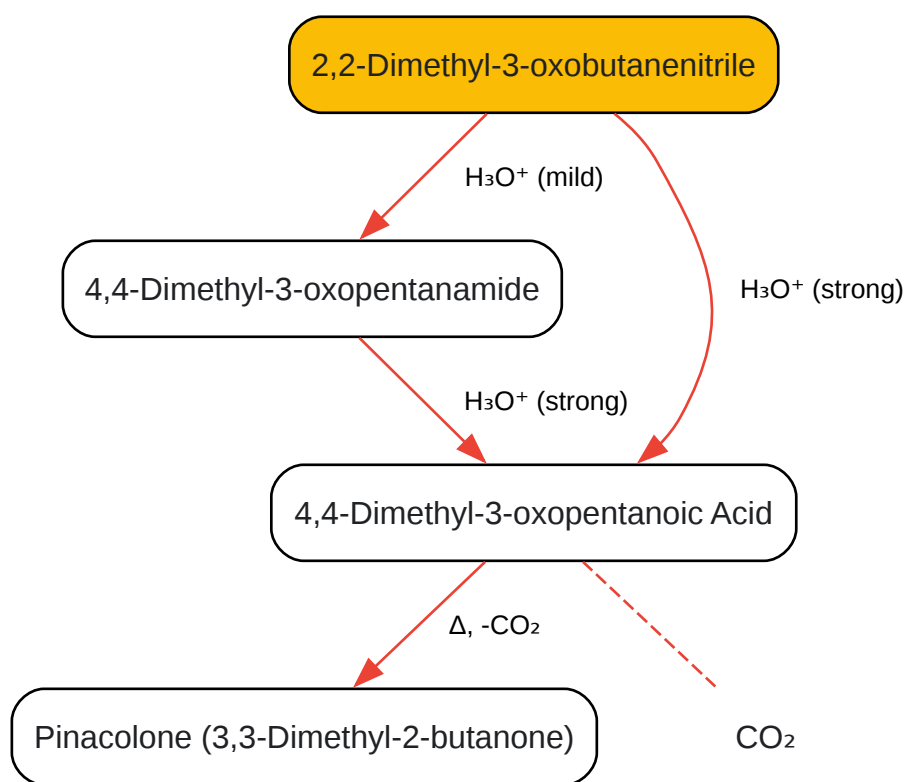 2,2-Dimethyl-3-oxobutanenitrile
H₃O⁺ (mild)
4,4-Dimethyl-3-oxopentanamide
H₃O⁺ (strong)
H₃O⁺ (strong)
4,4-Dimethyl-3-oxopentanoic Acid
Δ, -CO₂
Pinacolone (3,3-Dimethyl-2-butanone)
CO₂